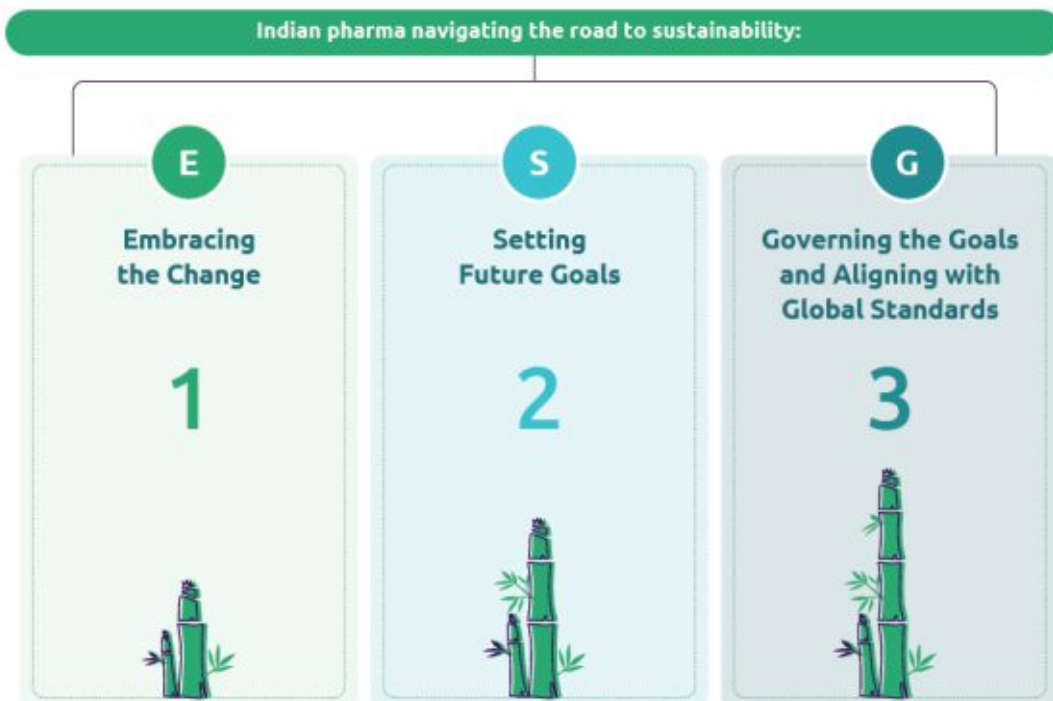 Indian pharma navigating the road to sustainability:
E
Embracing
the Change
1
S
Setting
Future Goals
2
G
Governing the Goals
and Aligning with
Global Standards
3